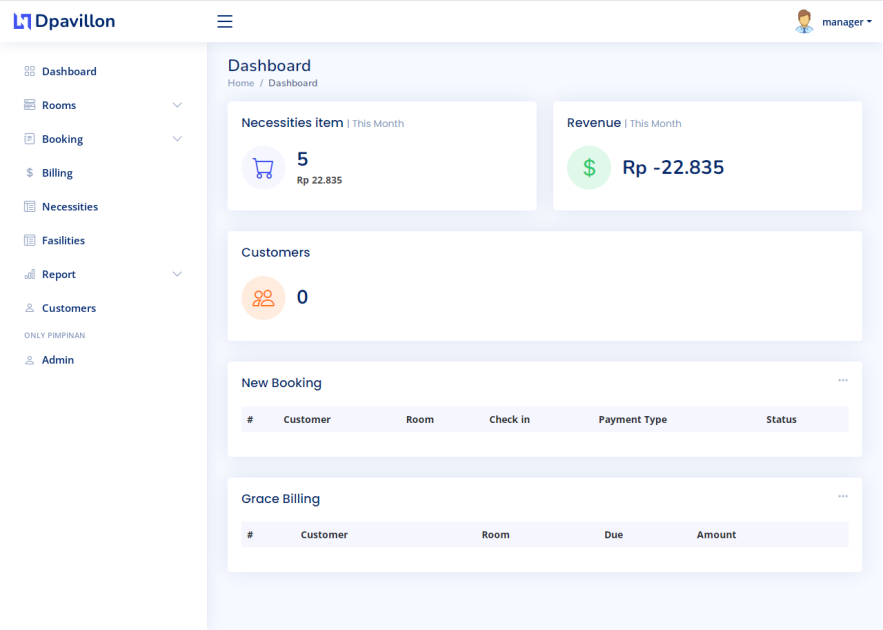 Dpavillon
manager
Dashboard
Rooms
Booking
Billing
Necessities
Fasilities
Report
Customers
ONLY PIMPINAN
Admin
Dashboard
Home / Dashboard
Necessities item | This Month
5
Rp 22.835
Revenue | This Month
$
Rp -22.835
Customers
0
New Booking
# Customer Room Check in Payment Type Status
Grace Billing
# Customer Room Due Amount